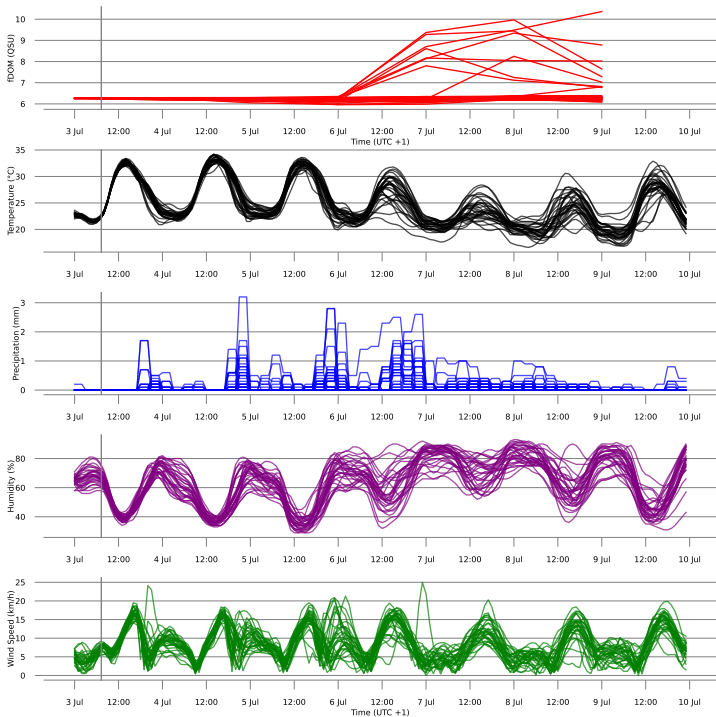 fDOM (QSU)
10
9
8
7
6
3 Jul 12:00 4 Jul 12:00 5 Jul 12:00 6 Jul 12:00 7 Jul 12:00 8 Jul 12:00 9 Jul 12:00 10 Jul
Time (UTC +1)
Temperature (°C)
35
30
25
20
3 Jul 12:00 4 Jul 12:00 5 Jul 12:00 6 Jul 12:00 7 Jul 12:00 8 Jul 12:00 9 Jul 12:00 10 Jul
Precipitation (mm)
3
2
1
0
3 Jul 12:00 4 Jul 12:00 5 Jul 12:00 6 Jul 12:00 7 Jul 12:00 8 Jul 12:00 9 Jul 12:00 10 Jul
Humidity (%)
80
60
40
3 Jul 12:00 4 Jul 12:00 5 Jul 12:00 6 Jul 12:00 7 Jul 12:00 8 Jul 12:00 9 Jul 12:00 10 Jul
Wind Speed (km/h)
25
20
15
10
5
0
3 Jul 12:00 4 Jul 12:00 5 Jul 12:00 6 Jul 12:00 7 Jul 12:00 8 Jul 12:00 9 Jul 12:00 10 Jul
Time (UTC +1)